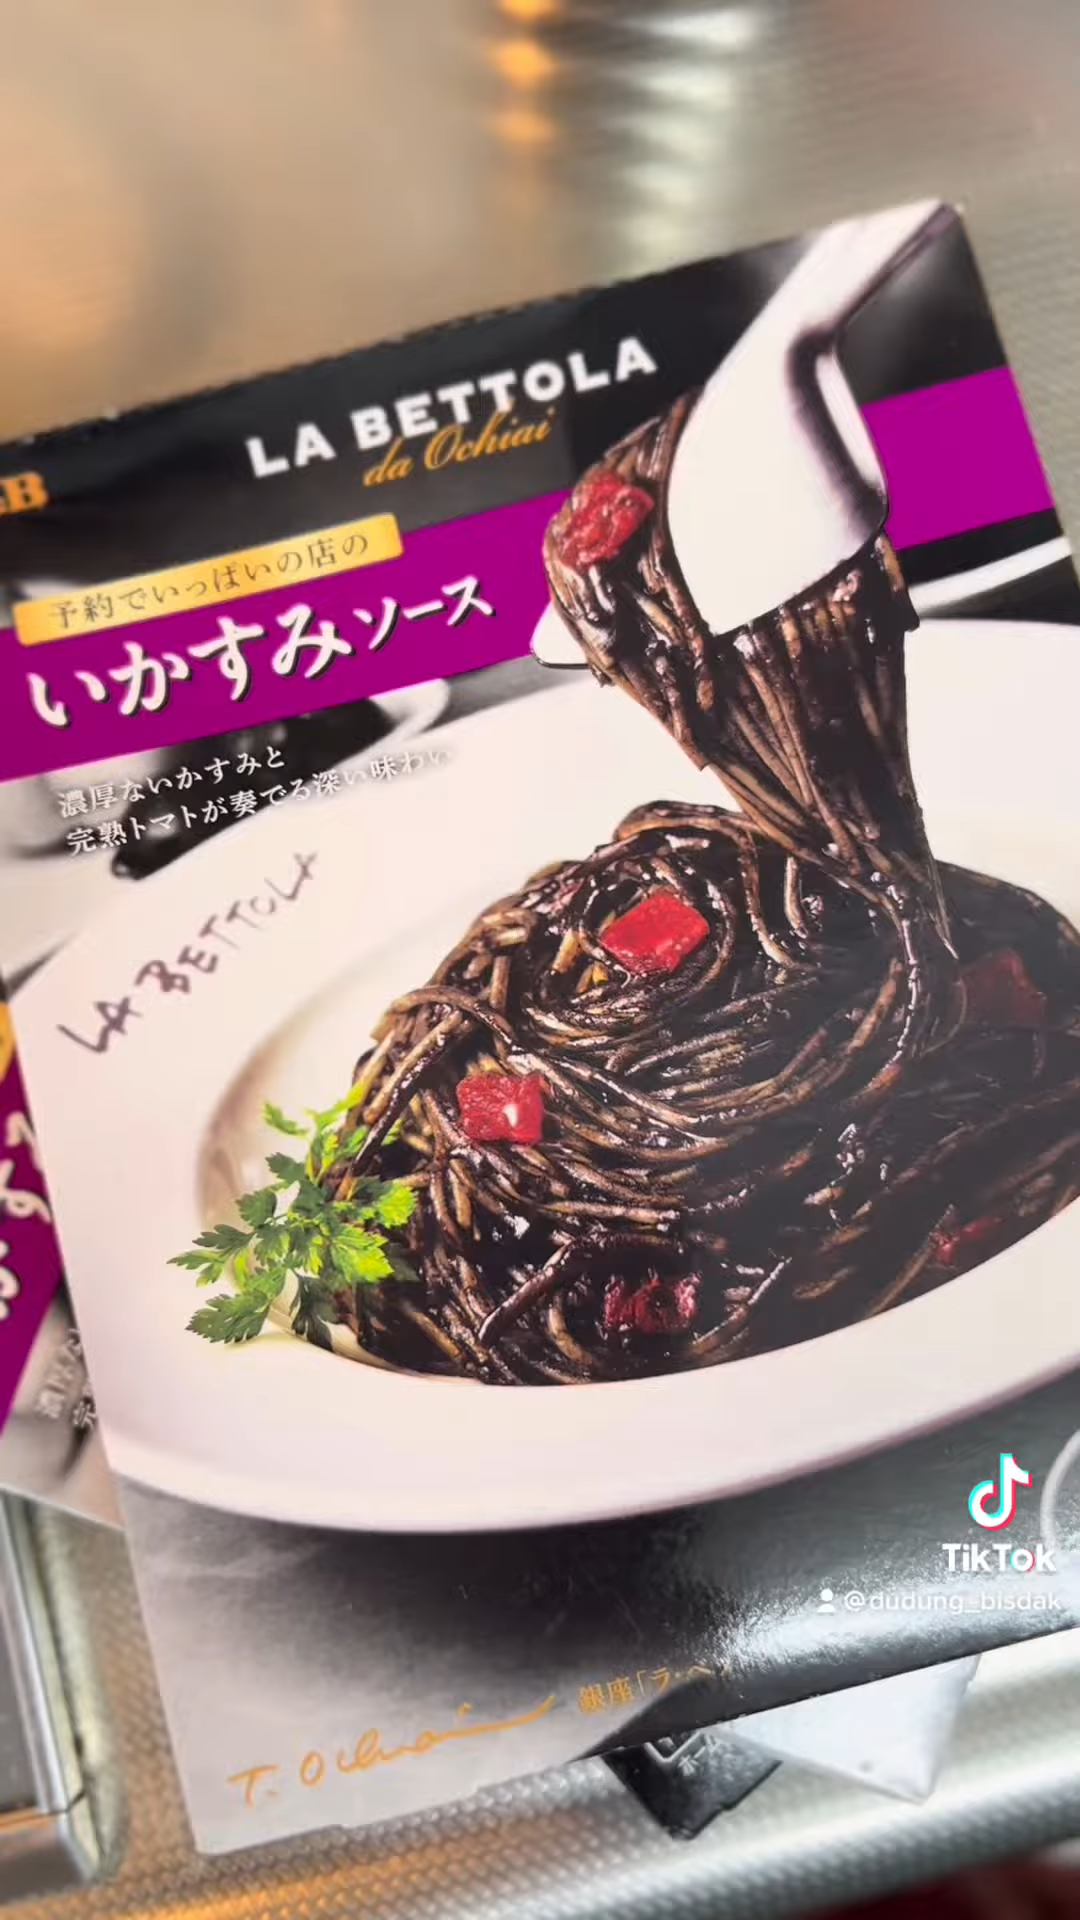 LA BETTOLA
da Ochiai
予約でいっぱいの店の
いかすみソース
濃厚ないかすみと
完熟トマトが奏でる深い味わい
LA BETTOLA
TikTok
@dudung_bisdak
T. Ochiai
銀座「ラ・ベ